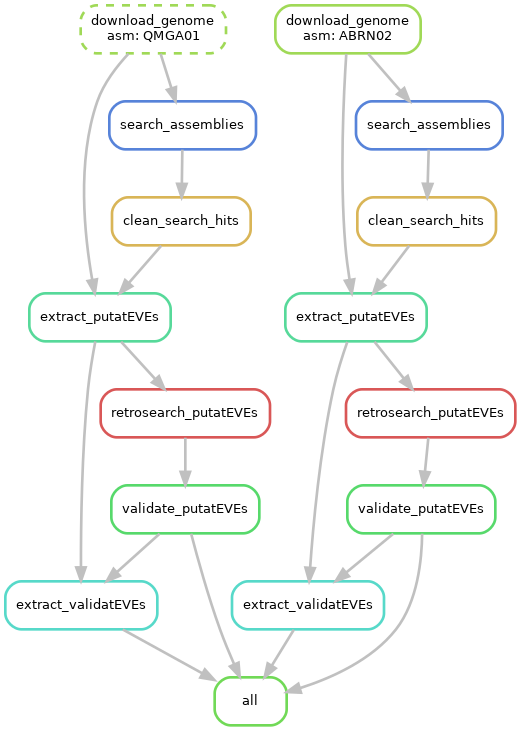 download_genome
asm: QMGA01
download_genome
asm: ABRN02
search_assemblies
search_assemblies
clean_search_hits
clean_search_hits
extract_putatEVEs
extract_putatEVEs
retrosearch_putatEVEs
retrosearch_putatEVEs
validate_putatEVEs
validate_putatEVEs
extract_validatEVEs
extract_validatEVEs
all